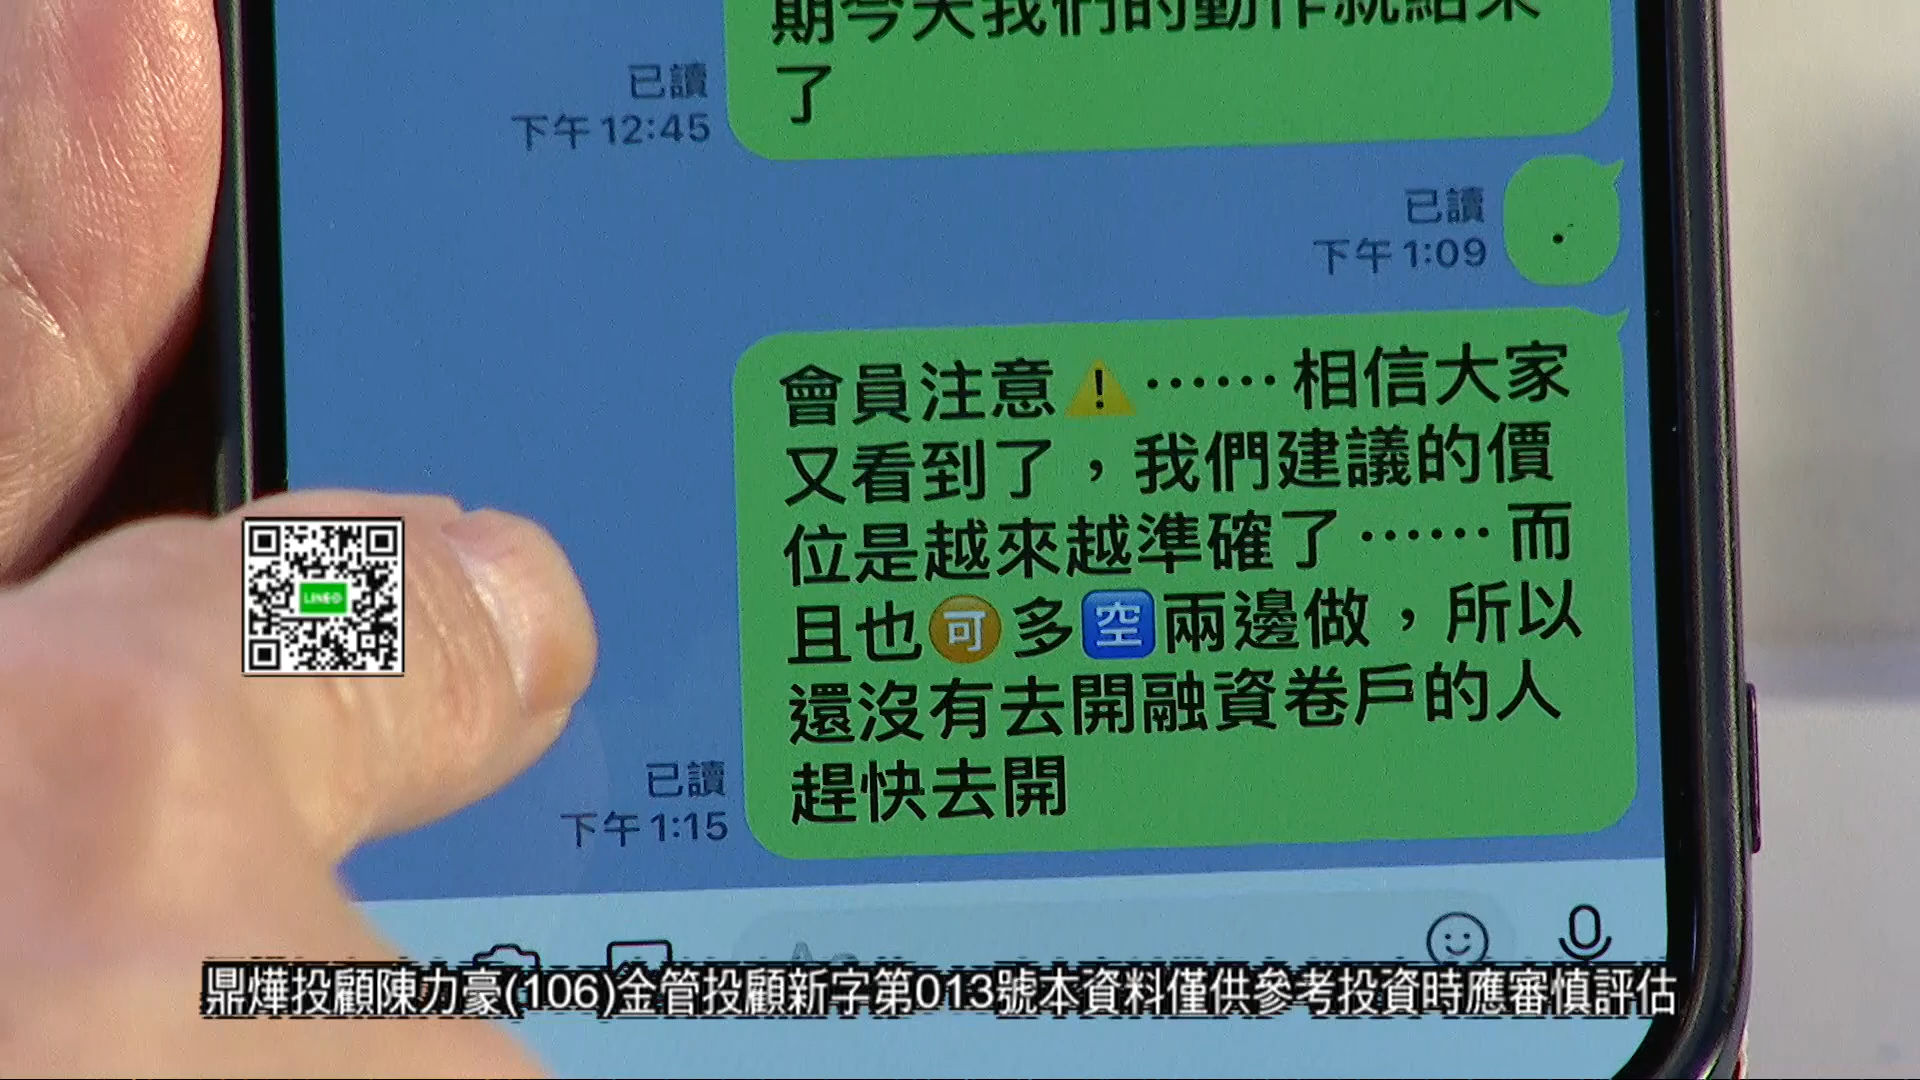 期今天我們的動作就結束
了
已讀
下午12:45
已讀
下午1:09
.
會員注意⚠️⋯⋯相信大家
又看到了，我們建議的價
位是越來越準確了⋯⋯而
且也🉑多🈳兩邊做，所以
還沒有去開融資卷戶的人
趕快去開
已讀
下午1:15
Aa
鼎燁投顧陳力豪(106)金管投顧新字第013號本資料僅供參考投資時應審慎評估